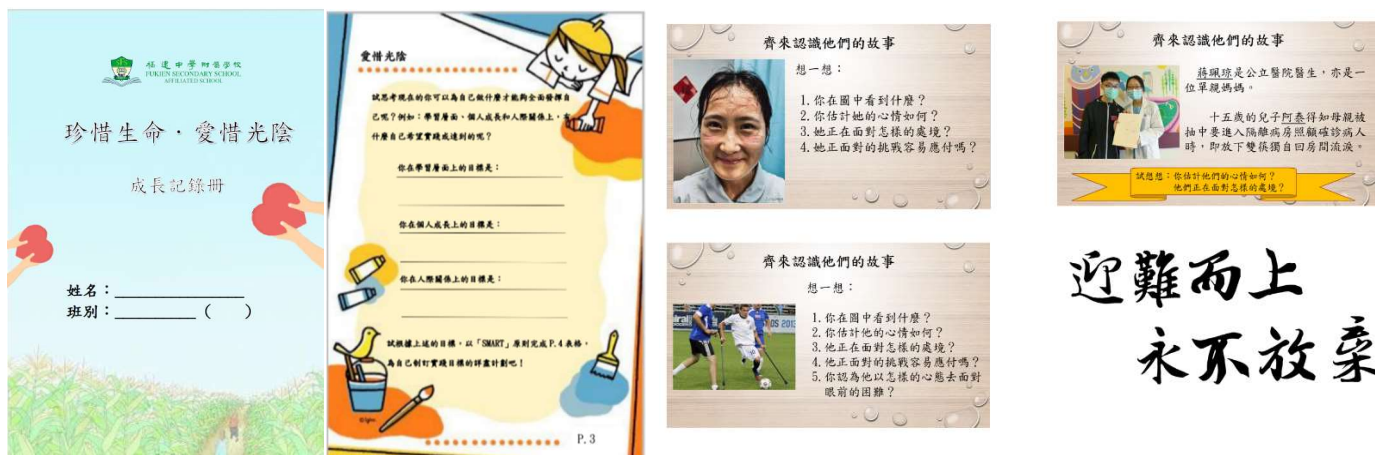 福建中學附屬學校
FUKIEN SECONDARY SCHOOL
AFFILIATED SCHOOL
珍惜生命·愛惜光陰
成長記錄冊
姓名：
班別： ( )
愛惜光陰
試思考現在的你可以為自己做什麼才能夠全面發揮自
己呢？例如：學習層面、個人成長和人際關係上，有
什麼自己希望實踐或達到的呢？
你在學習層面上的目標是：
你在個人成長上的目標是：
你在人際關係上的目標是：
試根據上述的目標，以「SMART」原則完成P.4表格，
為自己制訂實踐目標的詳盡計劃吧！
P.3
齊來認識他們的故事
想一想：
1.你在圖中看到什麼？
2.你估計她的心情如何？
3.她正在面對怎樣的處境？
4.她正面對的挑戰容易應付嗎？
齊來認識他們的故事
想一想：
1.你在圖中看到什麼？
2.你估計他的心情如何？
3.他正在面對怎樣的處境？
4.他正面對的挑戰容易應付嗎？
5.你認為他以怎樣的心態去面對
眼前的困難？
齊來認識他們的故事
蔣珮琼是公立醫院醫生，亦是一
位單親媽媽。
十五歲的兒子阿泰得知母親被
抽中要進入隔離病房照顧確診病人
時，即放下雙筷獨自回房間流淚。
試想想：你估計他們的心情如何？
他們正在面對怎樣的處境？
迎難而上
永不放棄